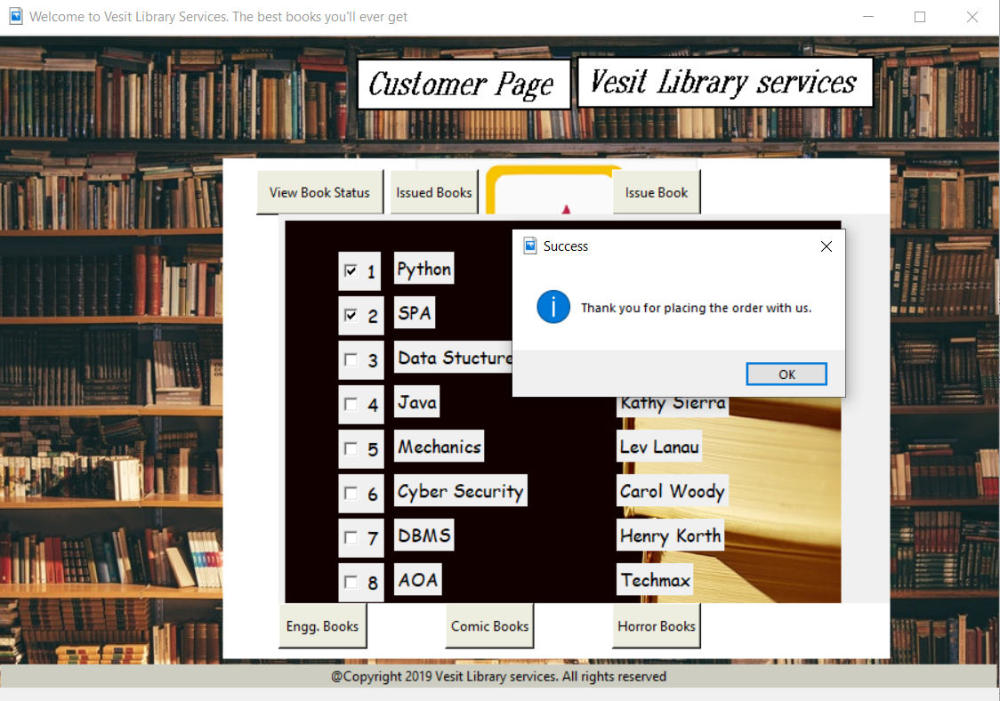 Welcome to Vesit Library Services. The best books you'll ever get
Customer Page
Vesit Library services
View Book Status
Issued Books
Issue Book
Success
Thank you for placing the order with us.
OK
1 Python
2 SPA
3 Data Stucture
4 Java Kathy Sierra
5 Mechanics Lev Lanau
6 Cyber Security Carol Woody
7 DBMS Henry Korth
8 AOA Techmax
Engg. Books
Comic Books
Horror Books
@Copyright 2019 Vesit Library services. All rights reserved